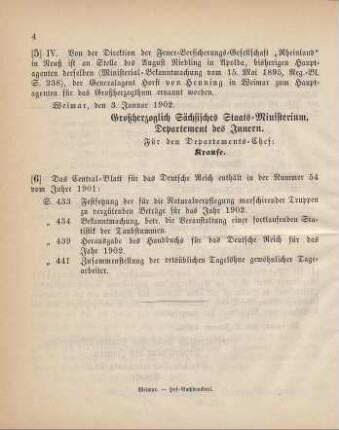 4
[5] IV. Von der Direktion der Feuer-Versicherungs-Gesellschaft „Rheinland“
in Neuß ist an Stelle des August Riedling in Apolda, bisherigen Haupt-
agenten derselben (Ministerial-Bekanntmachung vom 15. Mai 1895, Reg.-Bl.
S. 238), der Generalagent Horst von Henning in Weimar zum Haupt-
agenten für das Großherzogthum ernannt worden.
Weimar, den 3. Januar 1902.
Großherzoglich Sächsisches Staats-Ministerium,
Departement des Innern.
Für den Departements-Chef:
Krause.
[6] Das Central-Blatt für das Deutsche Reich enthält in der Nummer 54
vom Jahre 1901:
S. 433 Festsetzung der für die Naturalverpflegung marschirender Truppen
zu vergütenden Beträge für das Jahr 1902.
„ 434 Bekanntmachung, betr. die Veranstaltung einer fortlaufenden Sta-
tistik der Taubstummen.
„ 439 Herausgabe des Handbuchs für das Deutsche Reich für das
Jahr 1902.
„ 441 Zusammenstellung der ortsüblichen Tagelöhne gewöhnlicher Tage-
arbeiter.
Weimar. — Hof-Buchdruckerei.